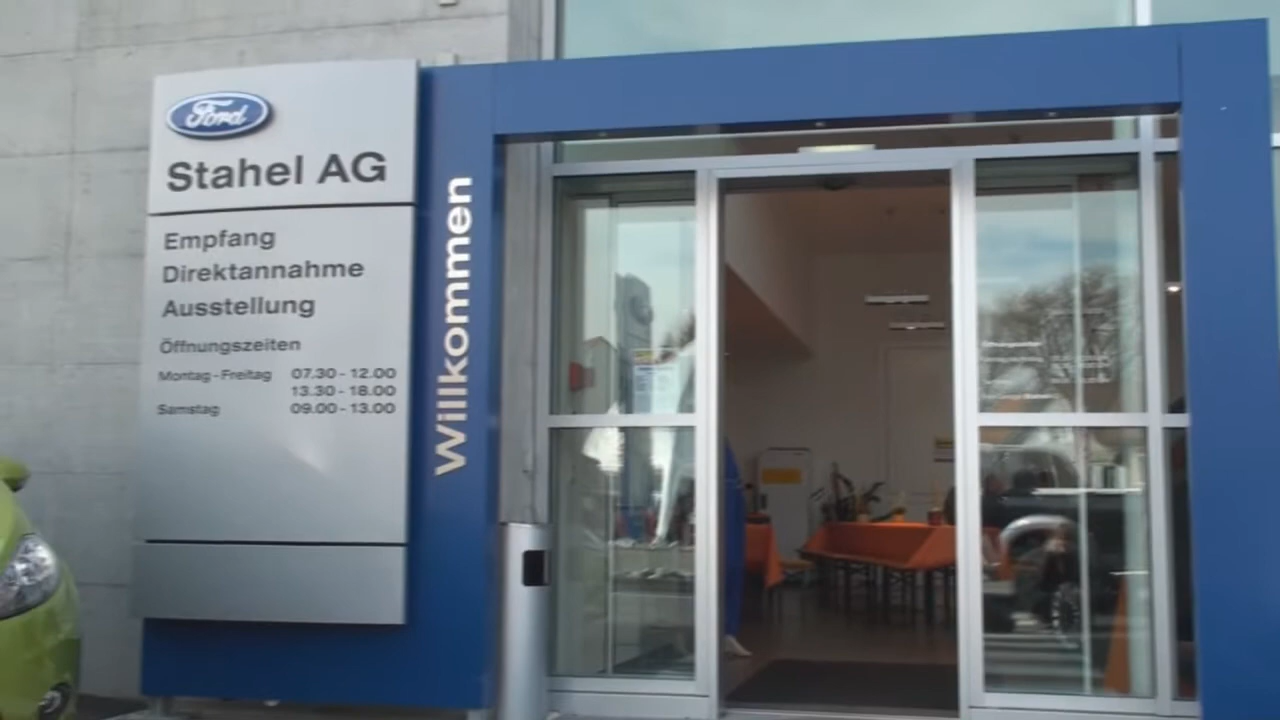 Ford
Stahel AG
Empfang
Direktannahme
Ausstellung
Öffnungszeiten
Montag - Freitag 07.30 - 12.00
13.30 - 18.00
Samstag 09.00 - 13.00
Willkommen